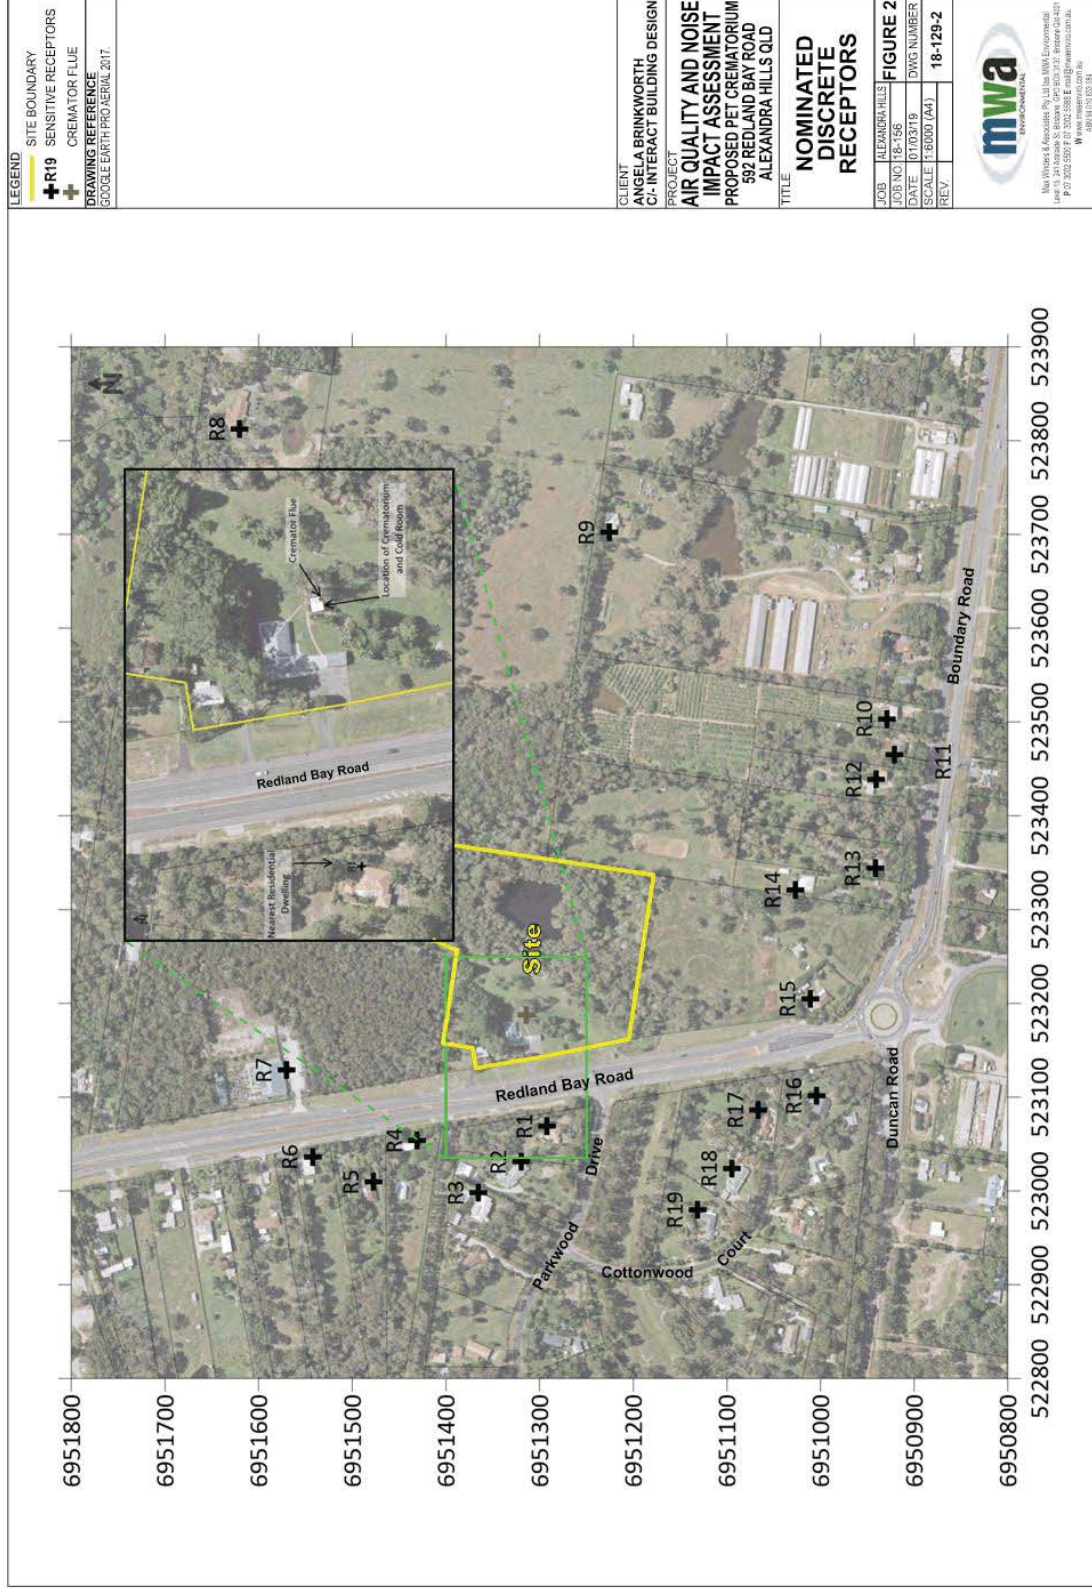 LEGEND
SITE BOUNDARY
R19 SENSITIVE RECEPTORS
CREMATOR FLUE
DRAWING REFERENCE
GOOGLE EARTH PRO AERIAL 2017.
CLIENT
ANGELA BRINKWORTH
C/- INTERACT BUILDING DESIGN
PROJECT
AIR QUALITY AND NOISE
IMPACT ASSESSMENT
PROPOSED PET CREMATORIUM
592 REDLAND BAY ROAD
ALEXANDRA HILLS QLD
TITLE
NOMINATED
DISCRETE
RECEPTORS
JOB ALEXANDRA HILLS FIGURE 2
JOB NO. 18-156
DATE 01/03/19 DWG NUMBER
SCALE 1:6000 (A4) 18-129-2
REV.
mwa
ENVIRONMENTAL
N
R8
Cremator Flue
Location of Crematorium
and Cold Room
Redland Bay Road
Nearest Residential
Dwelling
R1
N
R7
R6
R5
R4
R3
R2
R1
Site
R9
Redland Bay Road
Parkwood
Drive
Cottonwood
Court
R10
R11
R12
R13
R14
R15
R16
R17
R18
R19
Boundary Road
Duncan Road
6951800
6951700
6951600
6951500
6951400
6951300
6951200
6951100
6951000
6950900
6950800
522800
522900
523000
523100
523200
523300
523400
523500
523600
523700
523800
523900